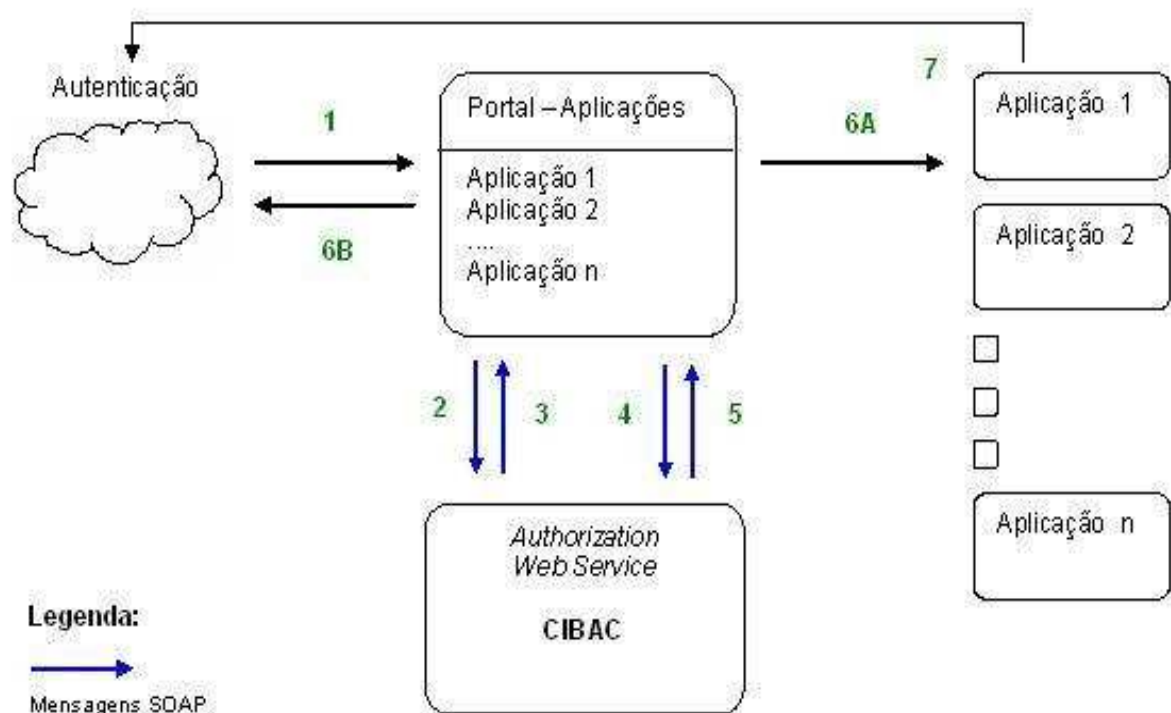 Autenticação
1
6B
Portal – Aplicações
Aplicação 1
Aplicação 2
....
Aplicação n
6A
7
Aplicação 1
Aplicação 2
Aplicação n
2
3
4
5
Authorization
Web Service
CIBAC
Legenda:
Mensagens SOAP